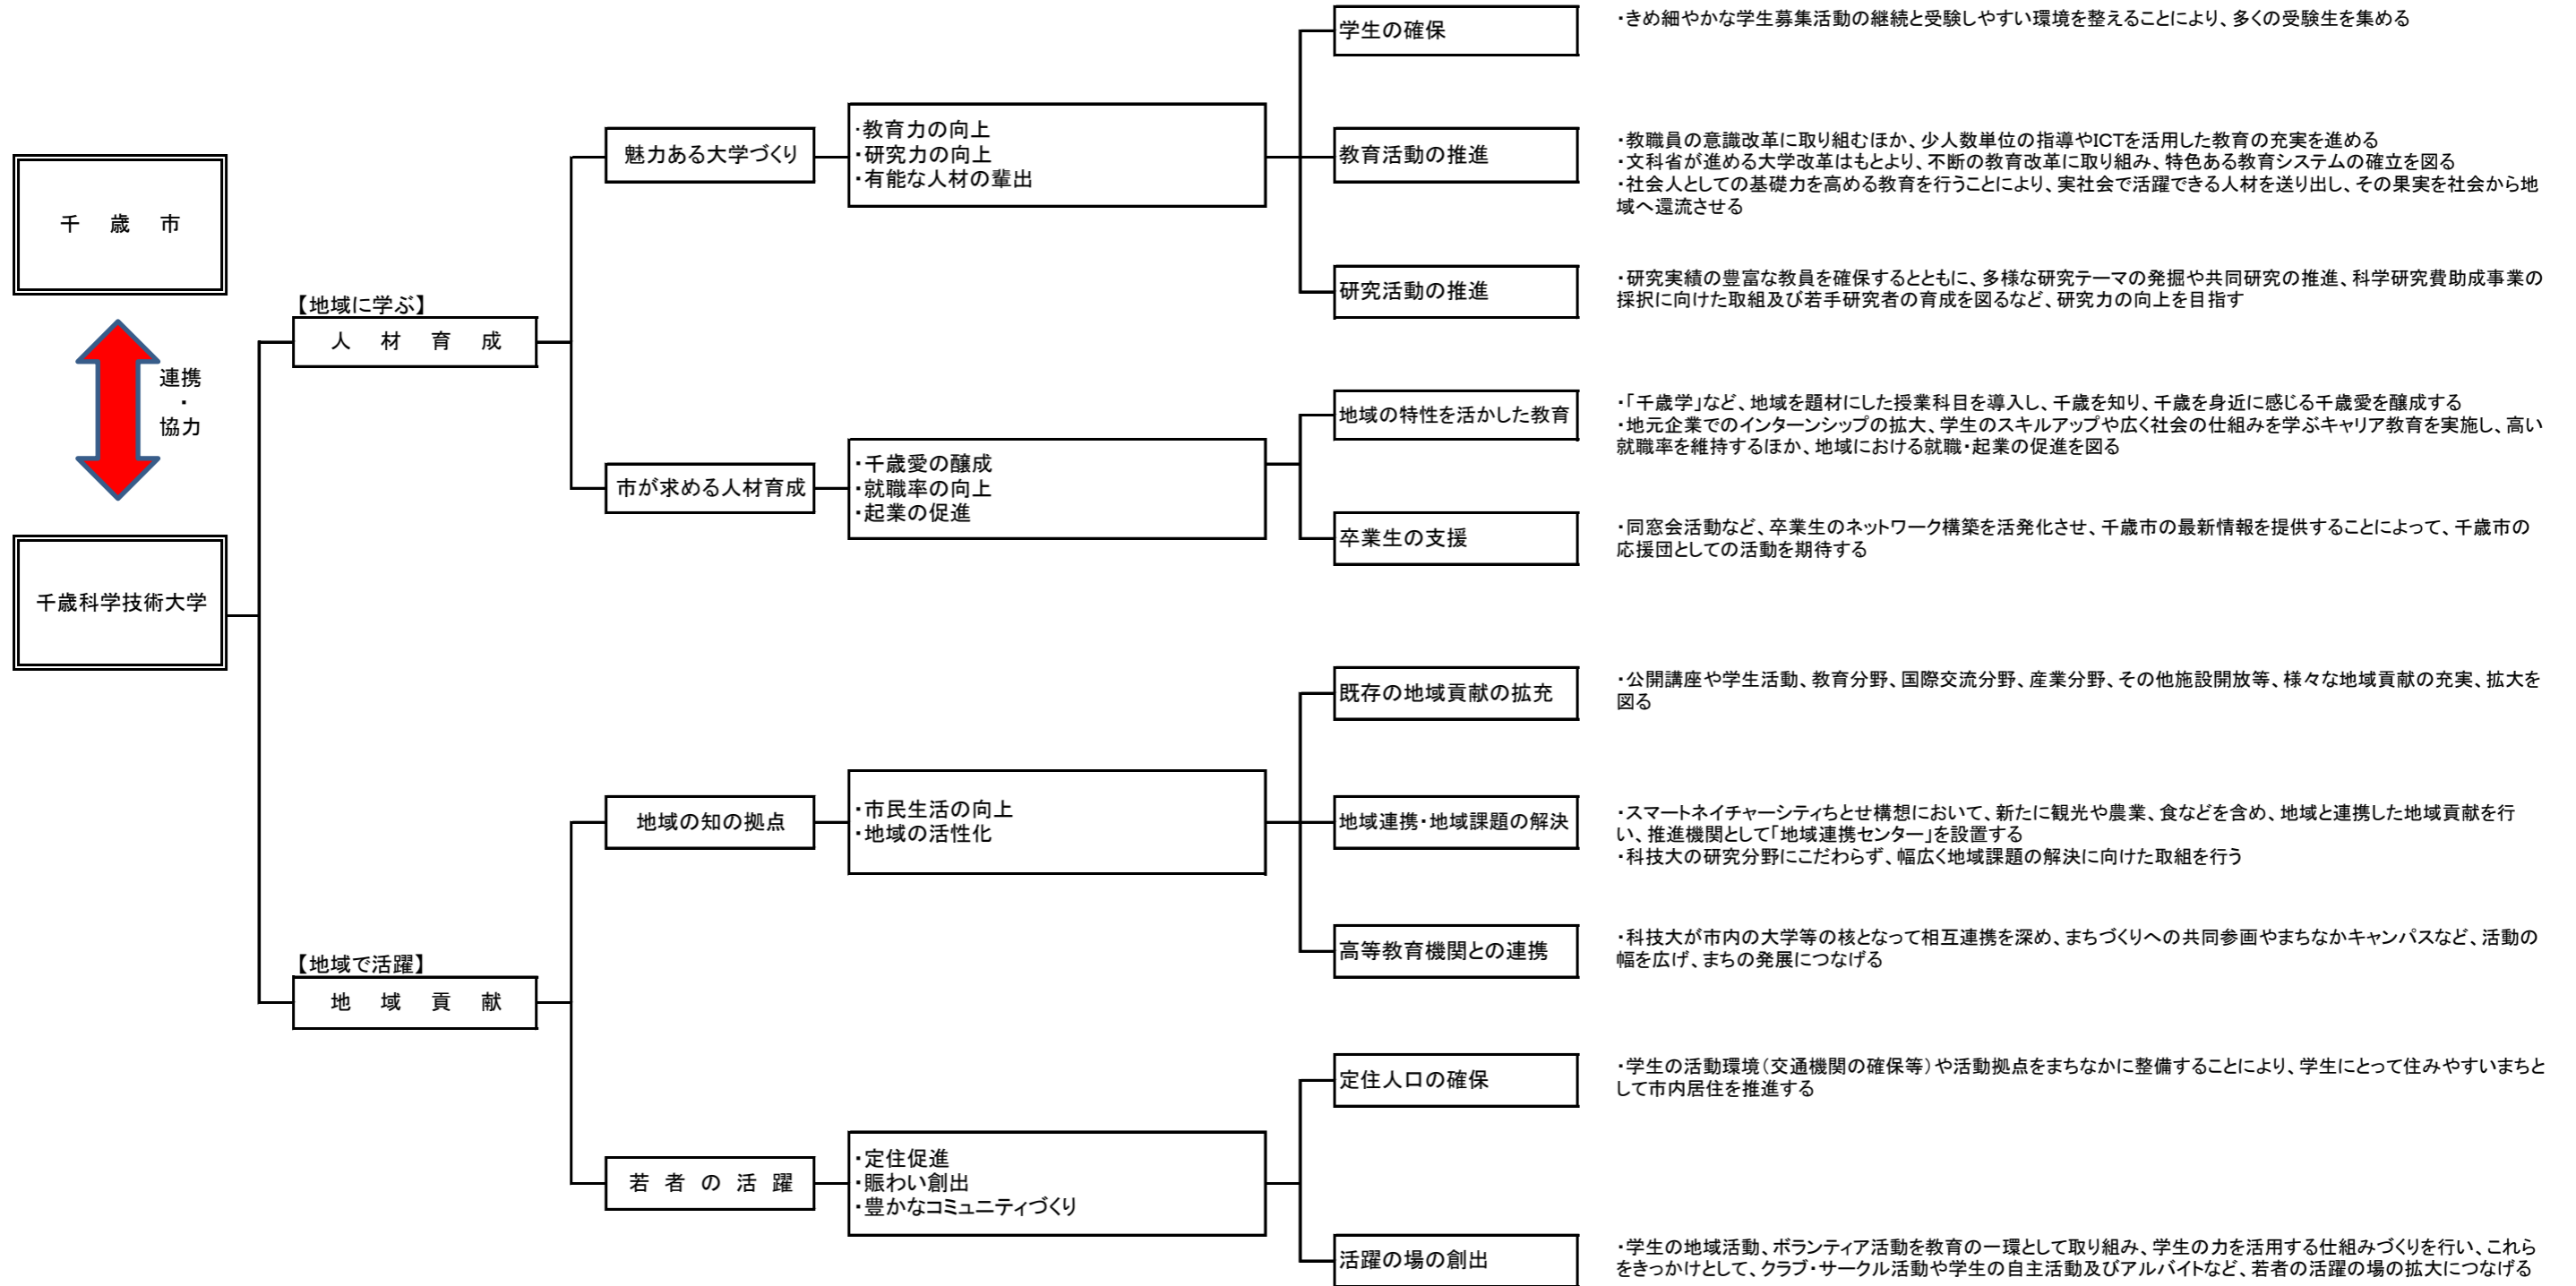 千　歳　市
連携
・
協力
千歳科学技術大学
【地域に学ぶ】
人　材　育　成
魅力ある大学づくり
・教育力の向上
・研究力の向上
・有能な人材の輩出
学生の確保
・きめ細やかな学生募集活動の継続と受験しやすい環境を整えることにより、多くの受験生を集める
教育活動の推進
・教職員の意識改革に取り組むほか、少人数単位の指導やICTを活用した教育の充実を進める
・文科省が進める大学改革はもとより、不断の教育改革に取り組み、特色ある教育システムの確立を図る
・社会人としての基礎力を高める教育を行うことにより、実社会で活躍できる人材を送り出し、その果実を社会から地
域へ還流させる
研究活動の推進
・研究実績の豊富な教員を確保するとともに、多様な研究テーマの発掘や共同研究の推進、科学研究費助成事業の
採択に向けた取組及び若手研究者の育成を図るなど、研究力の向上を目指す
市が求める人材育成
・千歳愛の醸成
・就職率の向上
・起業の促進
地域の特性を活かした教育
・「千歳学」など、地域を題材にした授業科目を導入し、千歳を知り、千歳を身近に感じる千歳愛を醸成する
・地元企業でのインターンシップの拡大、学生のスキルアップや広く社会の仕組みを学ぶキャリア教育を実施し、高い
就職率を維持するほか、地域における就職・起業の促進を図る
卒業生の支援
・同窓会活動など、卒業生のネットワーク構築を活発化させ、千歳市の最新情報を提供することによって、千歳市の
応援団としての活動を期待する
【地域で活躍】
地　域　貢　献
地域の知の拠点
・市民生活の向上
・地域の活性化
既存の地域貢献の拡充
・公開講座や学生活動、教育分野、国際交流分野、産業分野、その他施設開放等、様々な地域貢献の充実、拡大を
図る
地域連携・地域課題の解決
・スマートネイチャーシティちとせ構想において、新たに観光や農業、食などを含め、地域と連携した地域貢献を行
い、推進機関として「地域連携センター」を設置する
・科技大の研究分野にこだわらず、幅広く地域課題の解決に向けた取組を行う
高等教育機関との連携
・科技大が市内の大学等の核となって相互連携を深め、まちづくりへの共同参画やまちなかキャンパスなど、活動の
幅を広げ、まちの発展につなげる
若　者　の　活　躍
・定住促進
・賑わい創出
・豊かなコミュニティづくり
定住人口の確保
・学生の活動環境（交通機関の確保等）や活動拠点をまちなかに整備することにより、学生にとって住みやすいまちと
して市内居住を推進する
活躍の場の創出
・学生の地域活動、ボランティア活動を教育の一環として取り組み、学生の力を活用する仕組みづくりを行い、これら
をきっかけとして、クラブ・サークル活動や学生の自主活動及びアルバイトなど、若者の活躍の場の拡大につなげる